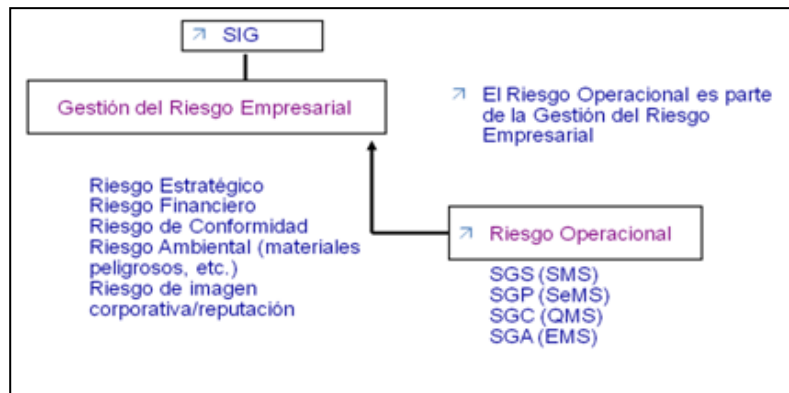 SIG
Gestión del Riesgo Empresarial
El Riesgo Operacional es parte
de la Gestión del Riesgo
Empresarial
Riesgo Estratégico
Riesgo Financiero
Riesgo de Conformidad
Riesgo Ambiental (materiales
peligrosos, etc.)
Riesgo de imagen
corporativa/reputación
Riesgo Operacional
SGS (SMS)
SGP (SeMS)
SGC (QMS)
SGA (EMS)